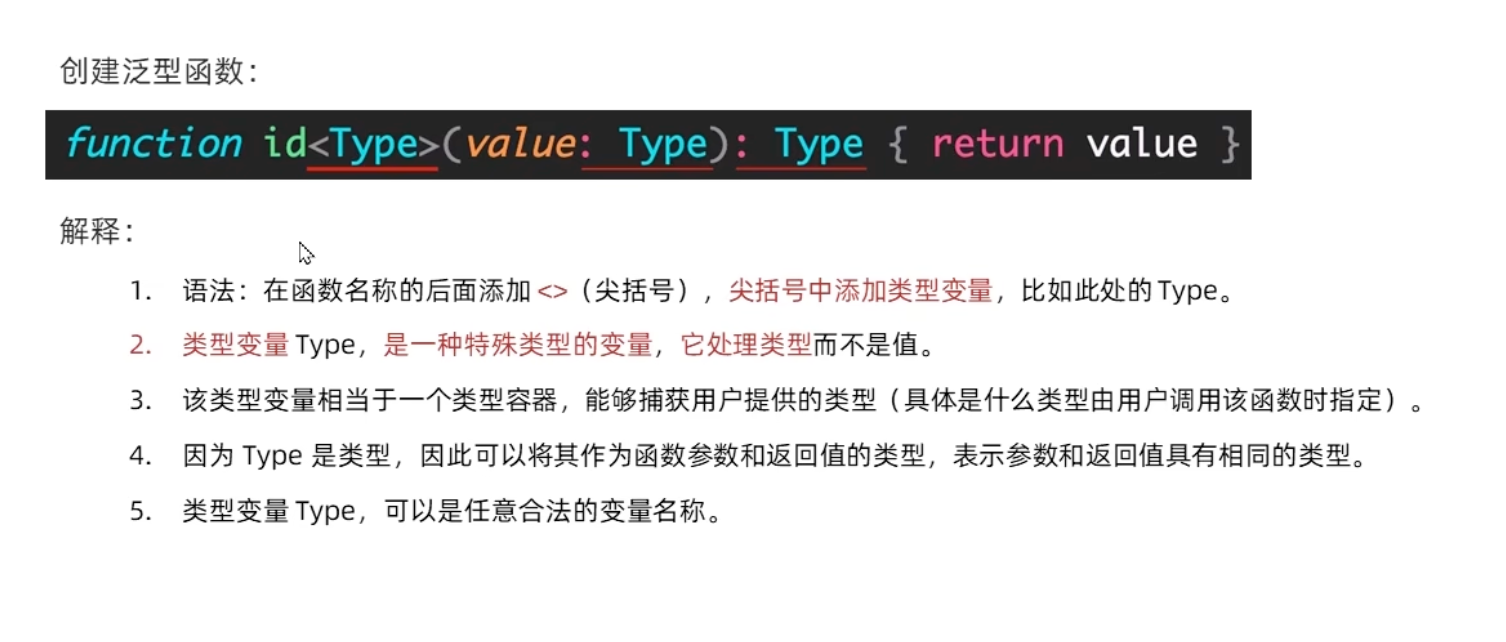 创建泛型函数：
function id<Type>(value: Type): Type { return value }
解释：
1. 语法：在函数名称的后面添加 <>（尖括号），尖括号中添加类型变量，比如此处的 Type。
2. 类型变量 Type，是一种特殊类型的变量，它处理类型而不是值。
3. 该类型变量相当于一个类型容器，能够捕获用户提供的类型（具体是什么类型由用户调用该函数时指定）。
4. 因为 Type 是类型，因此可以将其作为函数参数和返回值的类型，表示参数和返回值具有相同的类型。
5. 类型变量 Type，可以是任意合法的变量名称。